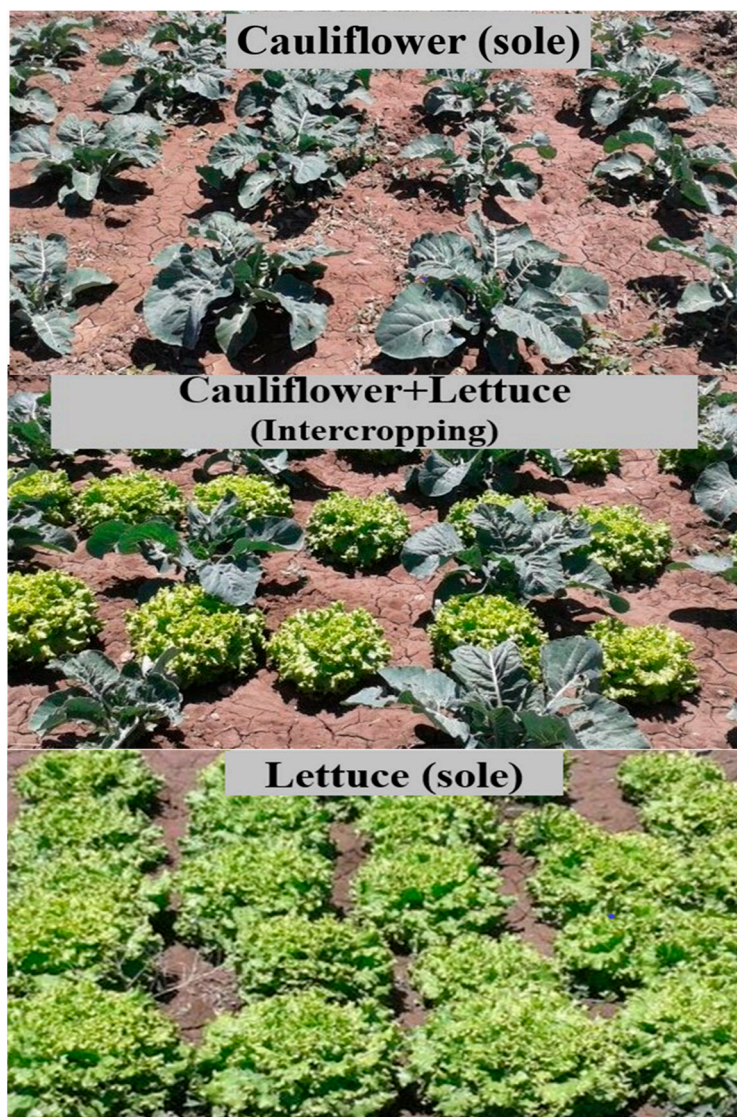 Cauliflower (sole)
Cauliflower+Lettuce
(Intercropping)
Lettuce (sole)